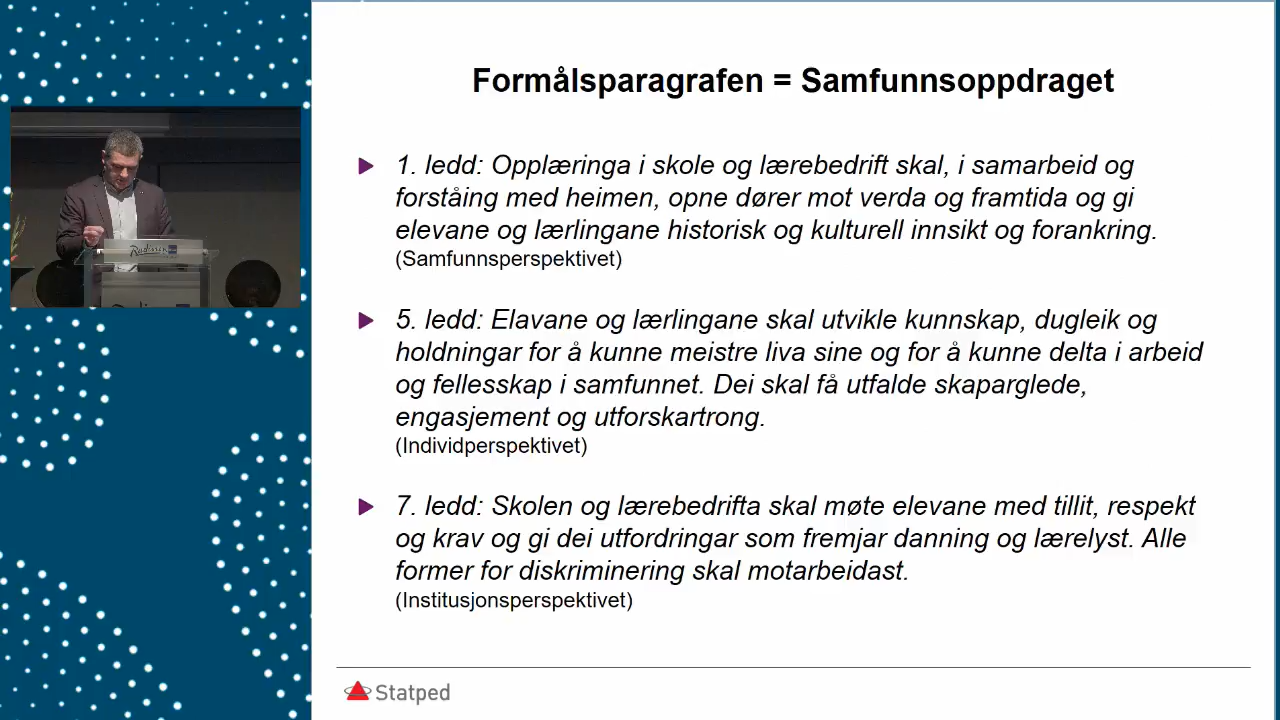 Formålsparagrafen = Samfunnsoppdraget
1. ledd: Opplæringa i skole og lærebedrift skal, i samarbeid og
forståing med heimen, opne dører mot verda og framtida og gi
elevane og lærlingane historisk og kulturell innsikt og forankring.
(Samfunnsperspektivet)
5. ledd: Elavane og lærlingane skal utvikle kunnskap, dugleik og
holdningar for å kunne meistre liva sine og for å kunne delta i arbeid
og fellesskap i samfunnet. Dei skal få utfalde skaparglede,
engasjement og utforskartrong.
(Individperspektivet)
7. ledd: Skolen og lærebedrifta skal møte elevane med tillit, respekt
og krav og gi dei utfordringar som fremjar danning og lærelyst. Alle
former for diskriminering skal motarbeidast.
(Institusjonsperspektivet)
Statped
Radisson